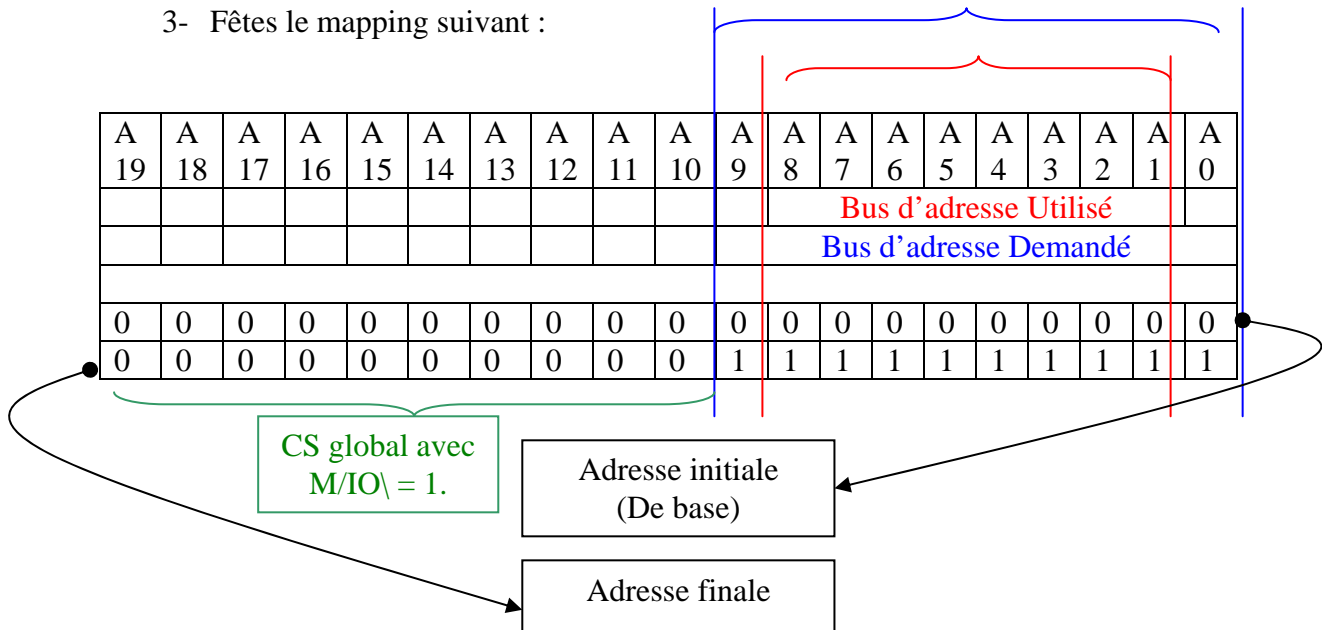 3- Fêtes le mapping suivant :
A A A A A A A A A A A A A A A A A A A A
19 18 17 16 15 14 13 12 11 10 9 8 7 6 5 4 3 2 1 0
Bus d’adresse Utilisé
Bus d’adresse Demandé
0 0 0 0 0 0 0 0 0 0 0 0 0 0 0 0 0 0 0 0
0 0 0 0 0 0 0 0 0 0 1 1 1 1 1 1 1 1 1 1
CS global avec
M/IO\ = 1.
Adresse initiale
(De base)
Adresse finale